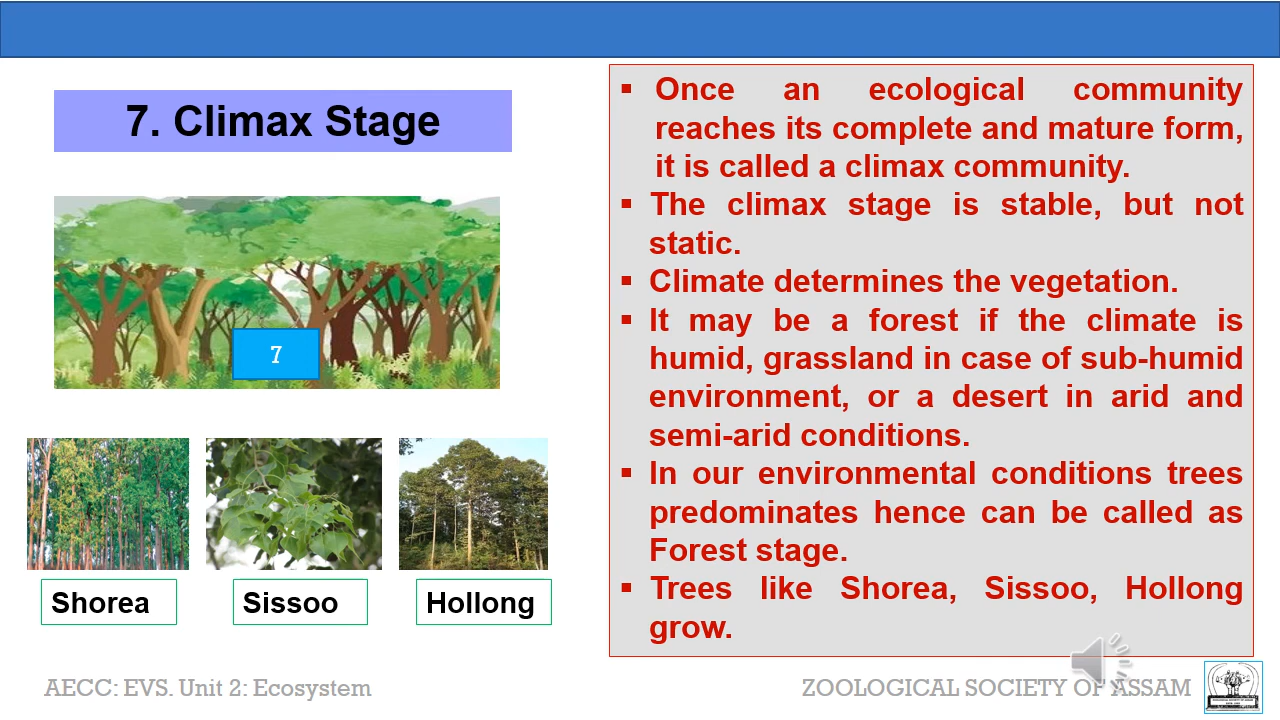 7. Climax Stage
7
Shorea
Sissoo
Hollong
▪ Once an ecological community
reaches its complete and mature form,
it is called a climax community.
▪ The climax stage is stable, but not
static.
▪ Climate determines the vegetation.
▪ It may be a forest if the climate is
humid, grassland in case of sub-humid
environment, or a desert in arid and
semi-arid conditions.
▪ In our environmental conditions trees
predominates hence can be called as
Forest stage.
▪ Trees like Shorea, Sissoo, Hollong
grow.
AECC: EVS. Unit 2: Ecosystem
ZOOLOGICAL SOCIETY OF ASSAM